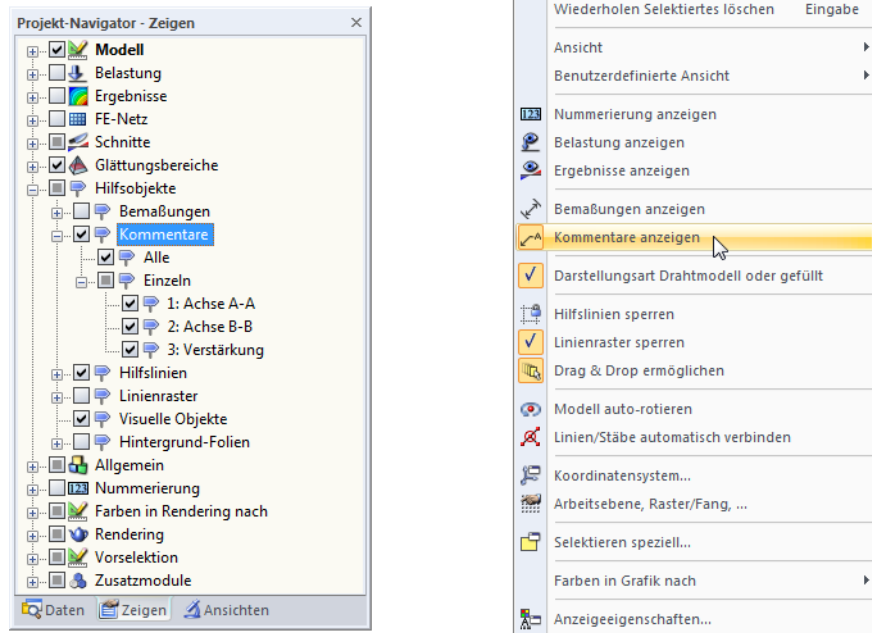 Projekt-Navigator - Zeigen
Modell
Belastung
Ergebnisse
FE-Netz
Schnitte
Glättungsbereiche
Hilfsobjekte
Bemaßungen
Kommentare
Alle
Einzeln
1: Achse A-A
2: Achse B-B
3: Verstärkung
Hilfslinien
Linienraster
Visuelle Objekte
Hintergrund-Folien
Allgemein
123 Nummerierung
Farben in Rendering nach
Rendering
Vorselektion
Zusatzmodule
Daten Zeigen Ansichten
Wiederholen Selektiertes löschen Eingabe
Ansicht
Benutzerdefinierte Ansicht
123 Nummerierung anzeigen
Belastung anzeigen
Ergebnisse anzeigen
Bemaßungen anzeigen
A Kommentare anzeigen
Darstellungsart Drahtmodell oder gefüllt
Hilfslinien sperren
Linienraster sperren
Drag & Drop ermöglichen
Modell auto-rotieren
Linien/Stäbe automatisch verbinden
Koordinatensystem...
Arbeitsebene, Raster/Fang, ...
Selektieren speziell...
Farben in Grafik nach
Anzeigeeigenschaften...